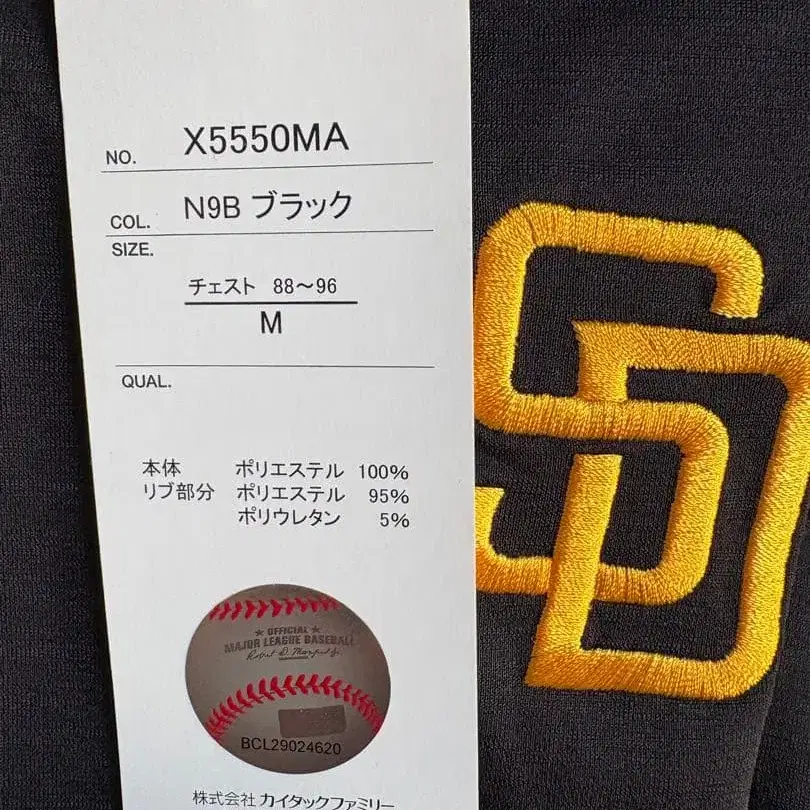 NO. X5550MA
COL. N9B ブラック
SIZE.
チェスト 88～96
M
QUAL.
本体 ポリエステル 100%
リブ部分 ポリエステル 95%
ポリウレタン 5%
★ OFFICIAL ★
MAJOR LEAGUE BASEBALL
Robert D. Manfred Jr.
BCL29024620
株式会社 カイタックファミリー
SD